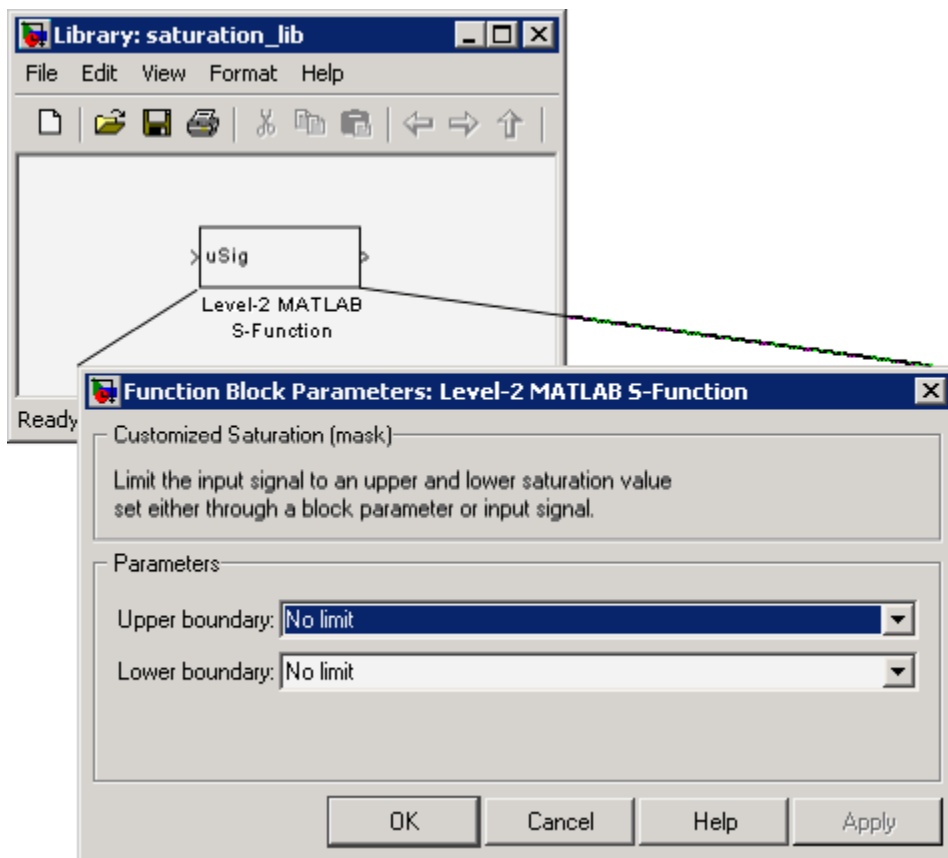 Library: saturation_lib
File Edit View Format Help
uSig
Level-2 MATLAB
S-Function
Ready
Function Block Parameters: Level-2 MATLAB S-Function
Customized Saturation (mask)
Limit the input signal to an upper and lower saturation value
set either through a block parameter or input signal.
Parameters
Upper boundary: No limit
Lower boundary: No limit
OK Cancel Help Apply